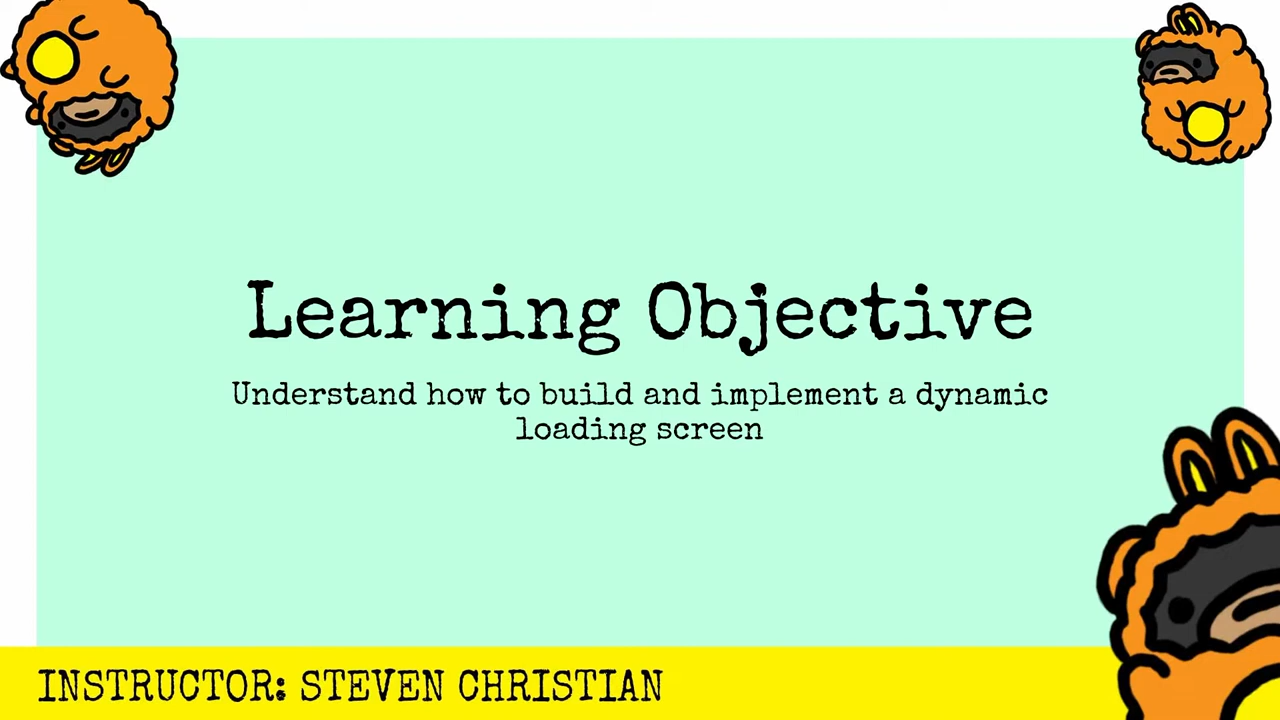 Learning Objective
Understand how to build and implement a dynamic
loading screen
INSTRUCTOR: STEVEN CHRISTIAN